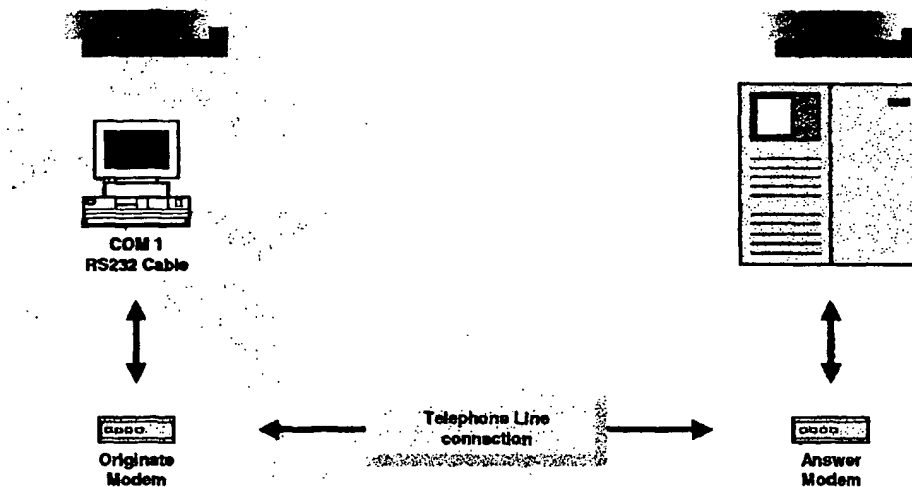 COM 1
RS232 Cable
Telephone Line
connection
Originate
Modem
Answer
Modem